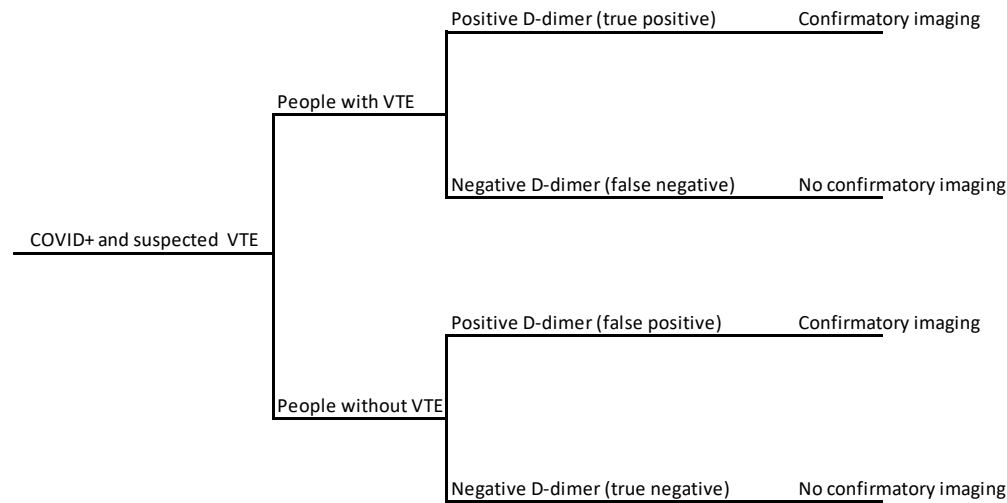 Positive D-dimer (true positive) Confirmatory imaging
People with VTE
Negative D-dimer (false negative) No confirmatory imaging
COVID+ and suspected VTE
Positive D-dimer (false positive) Confirmatory imaging
People without VTE
Negative D-dimer (true negative) No confirmatory imaging